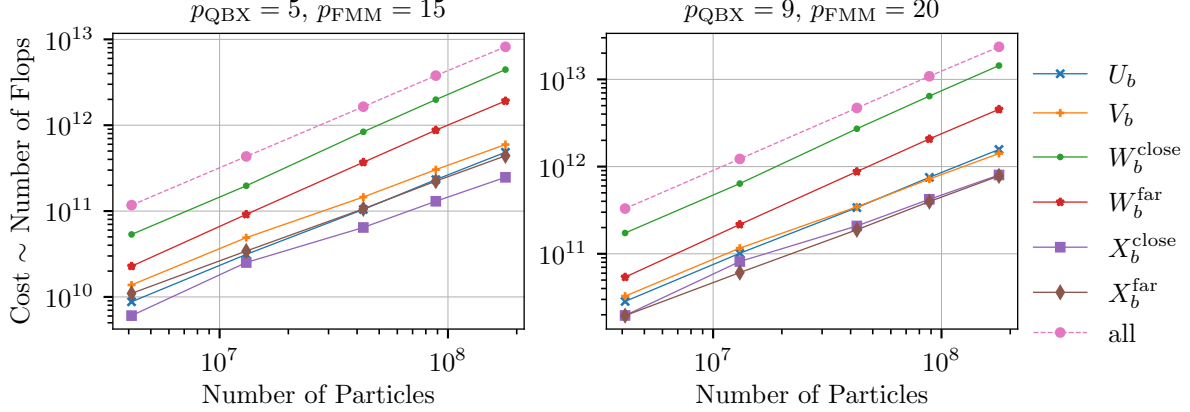 p_QBX = 5, p_FMM = 15
p_QBX = 9, p_FMM = 20
Cost ∼ Number of Flops
10^13
10^12
10^11
10^10
10^7
10^8
Number of Particles
10^13
10^12
10^11
10^7
10^8
Number of Particles
U_b
V_b
W_b^close
W_b^far
X_b^close
X_b^far
all